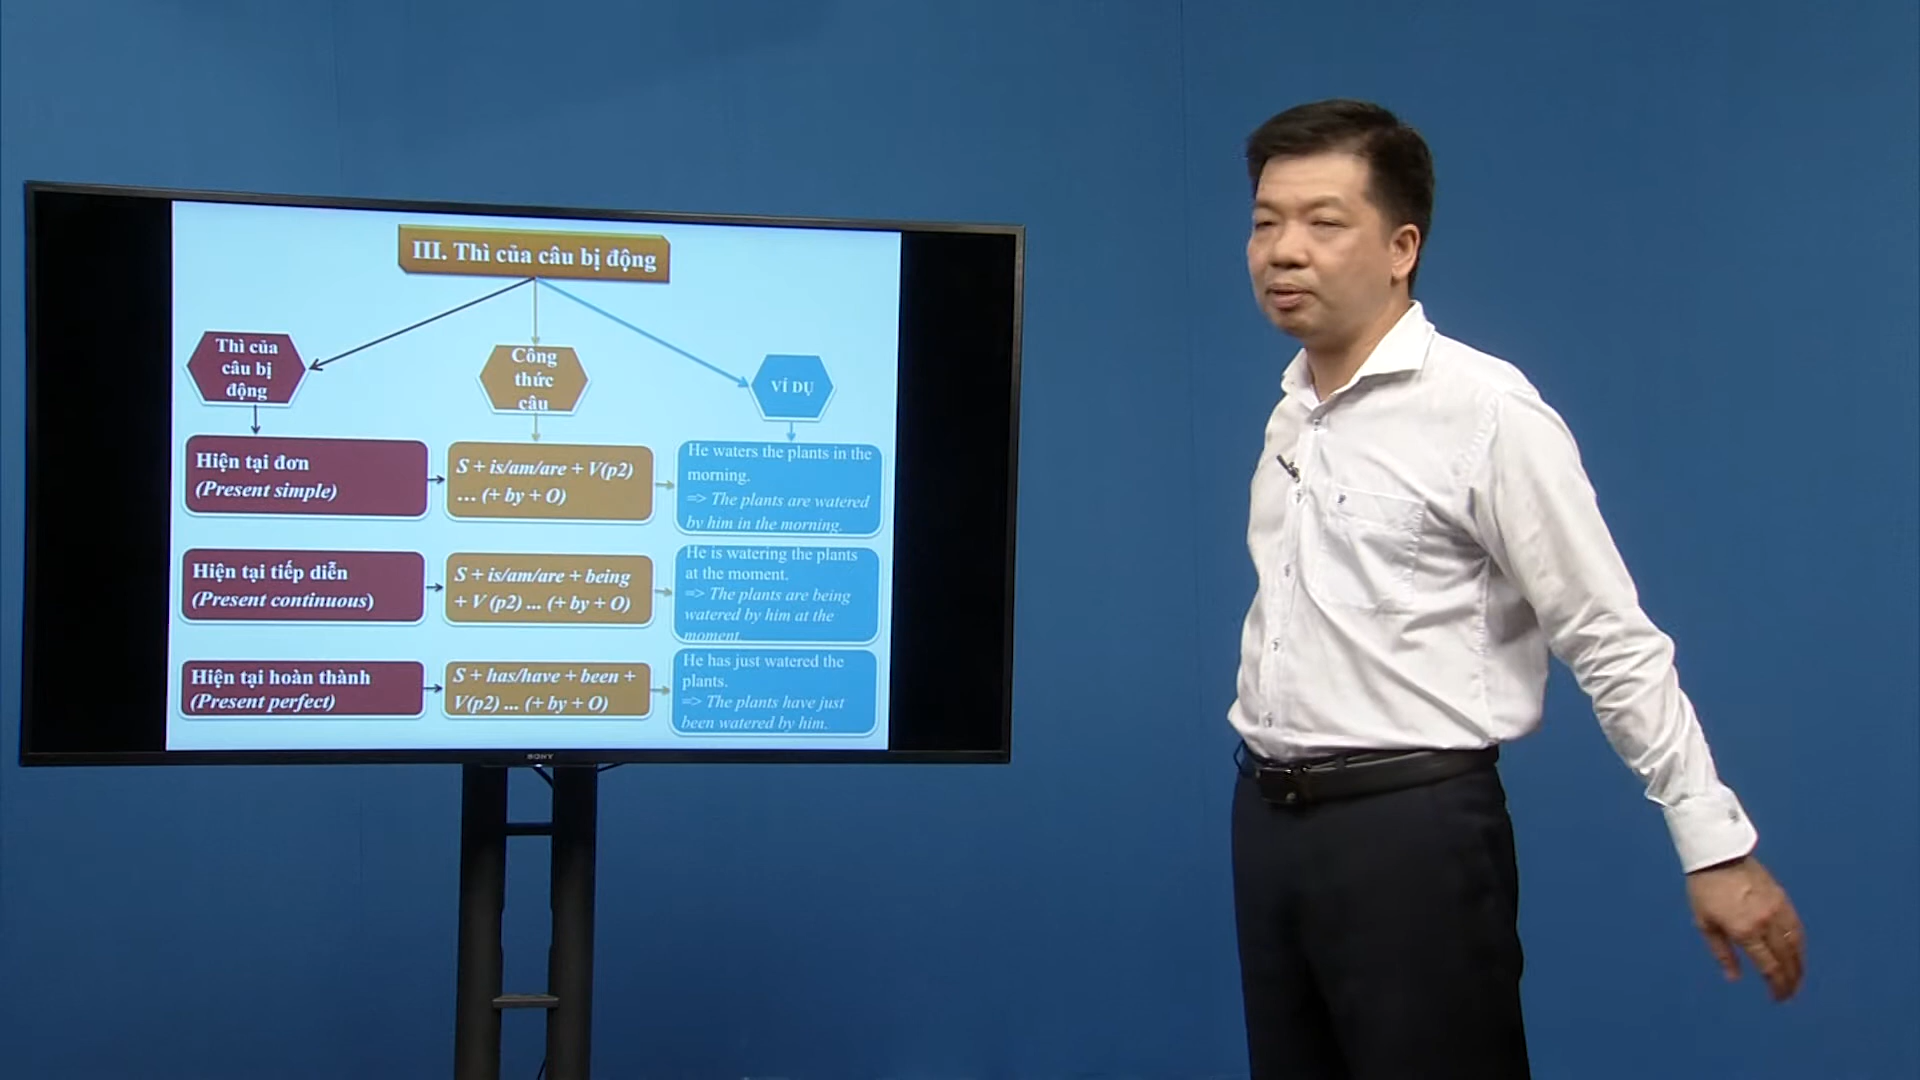 III. Thì của câu bị động
Thì của
câu bị
động
Công
thức
câu
VÍ DỤ
Hiện tại đơn
(Present simple)
S + is/am/are + V(p2)
... (+ by + O)
He waters the plants in the
morning.
=> The plants are watered
by him in the morning.
Hiện tại tiếp diễn
(Present continuous)
S + is/am/are + being
+ V (p2) ... (+ by + O)
He is watering the plants
at the moment.
=> The plants are being
watered by him at the
moment
Hiện tại hoàn thành
(Present perfect)
S + has/have + been +
V(p2) ... (+ by + O)
He has just watered the
plants.
=> The plants have just
been watered by him.
SONY